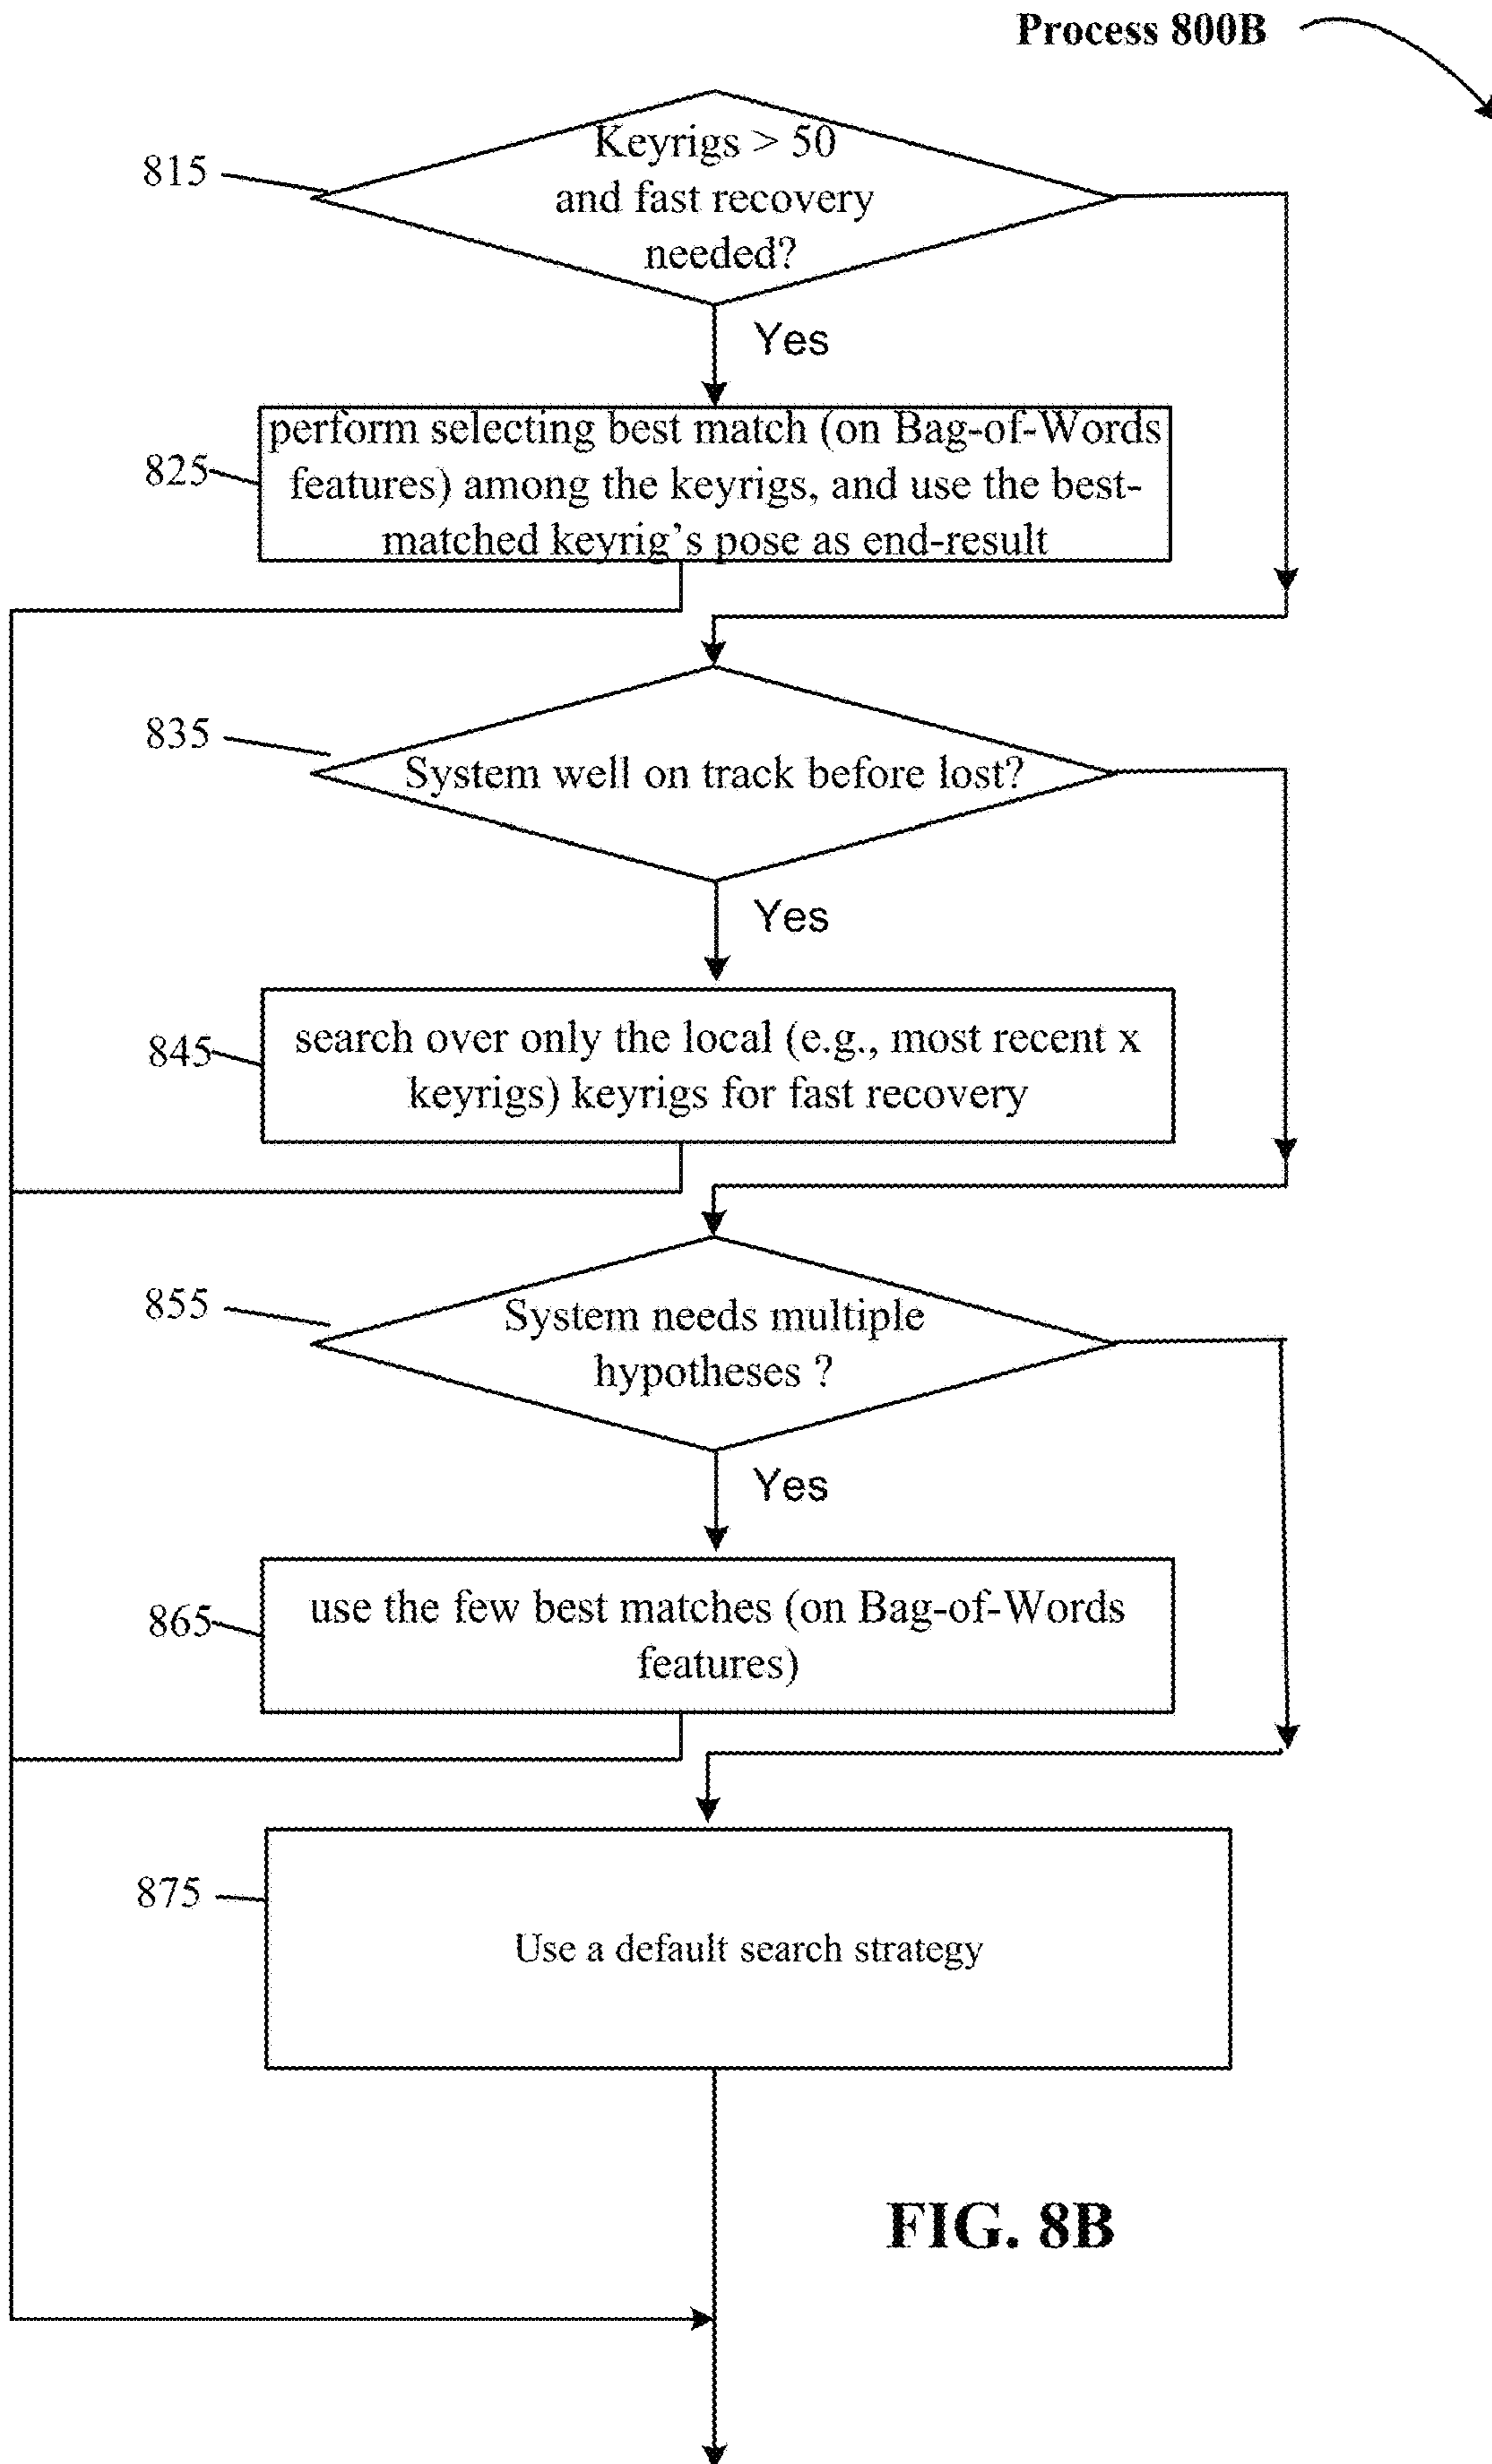 Process 800B
815
Keyrigs > 50
and fast recovery
needed?
Yes
825
perform selecting best match (on Bag-of-Words
features) among the keyrigs, and use the best-
matched keyrig's pose as end-result
835
System well on track before lost?
Yes
845
search over only the local (e.g., most recent x
keyrigs) keyrigs for fast recovery
855
System needs multiple
hypotheses ?
Yes
865
use the few best matches (on Bag-of-Words
features)
875
Use a default search strategy
FIG. 8B